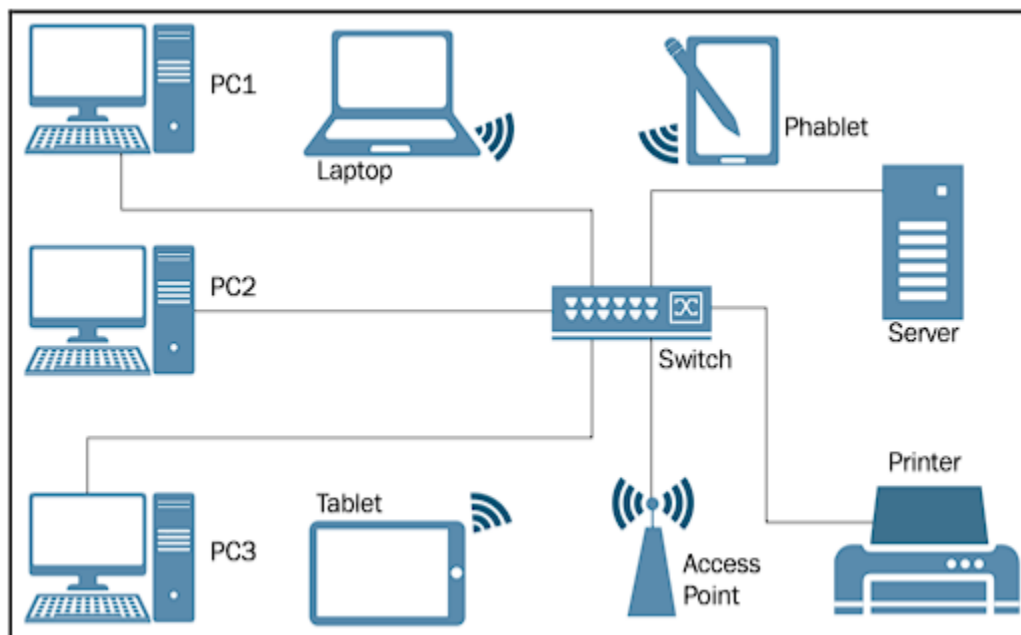 PC1
Laptop
Phablet
PC2
Server
Switch
Printer
Tablet
PC3
Access
Point